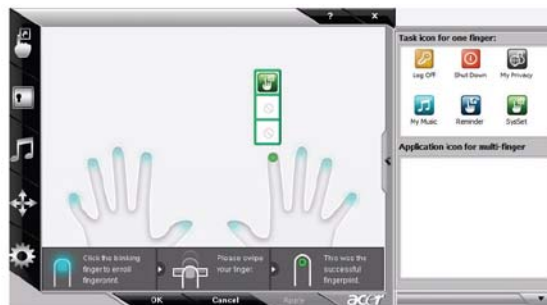 ? x
Task icon for one finger:
Log Off Shut Down My Privacy
My Music Reminder SysSet
Application icon for multi-finger
Click the blinking
finger to enroll
fingerprint.
Please swipe
your finger.
This was the
successful
fingerprint.
OK Cancel Apply acer